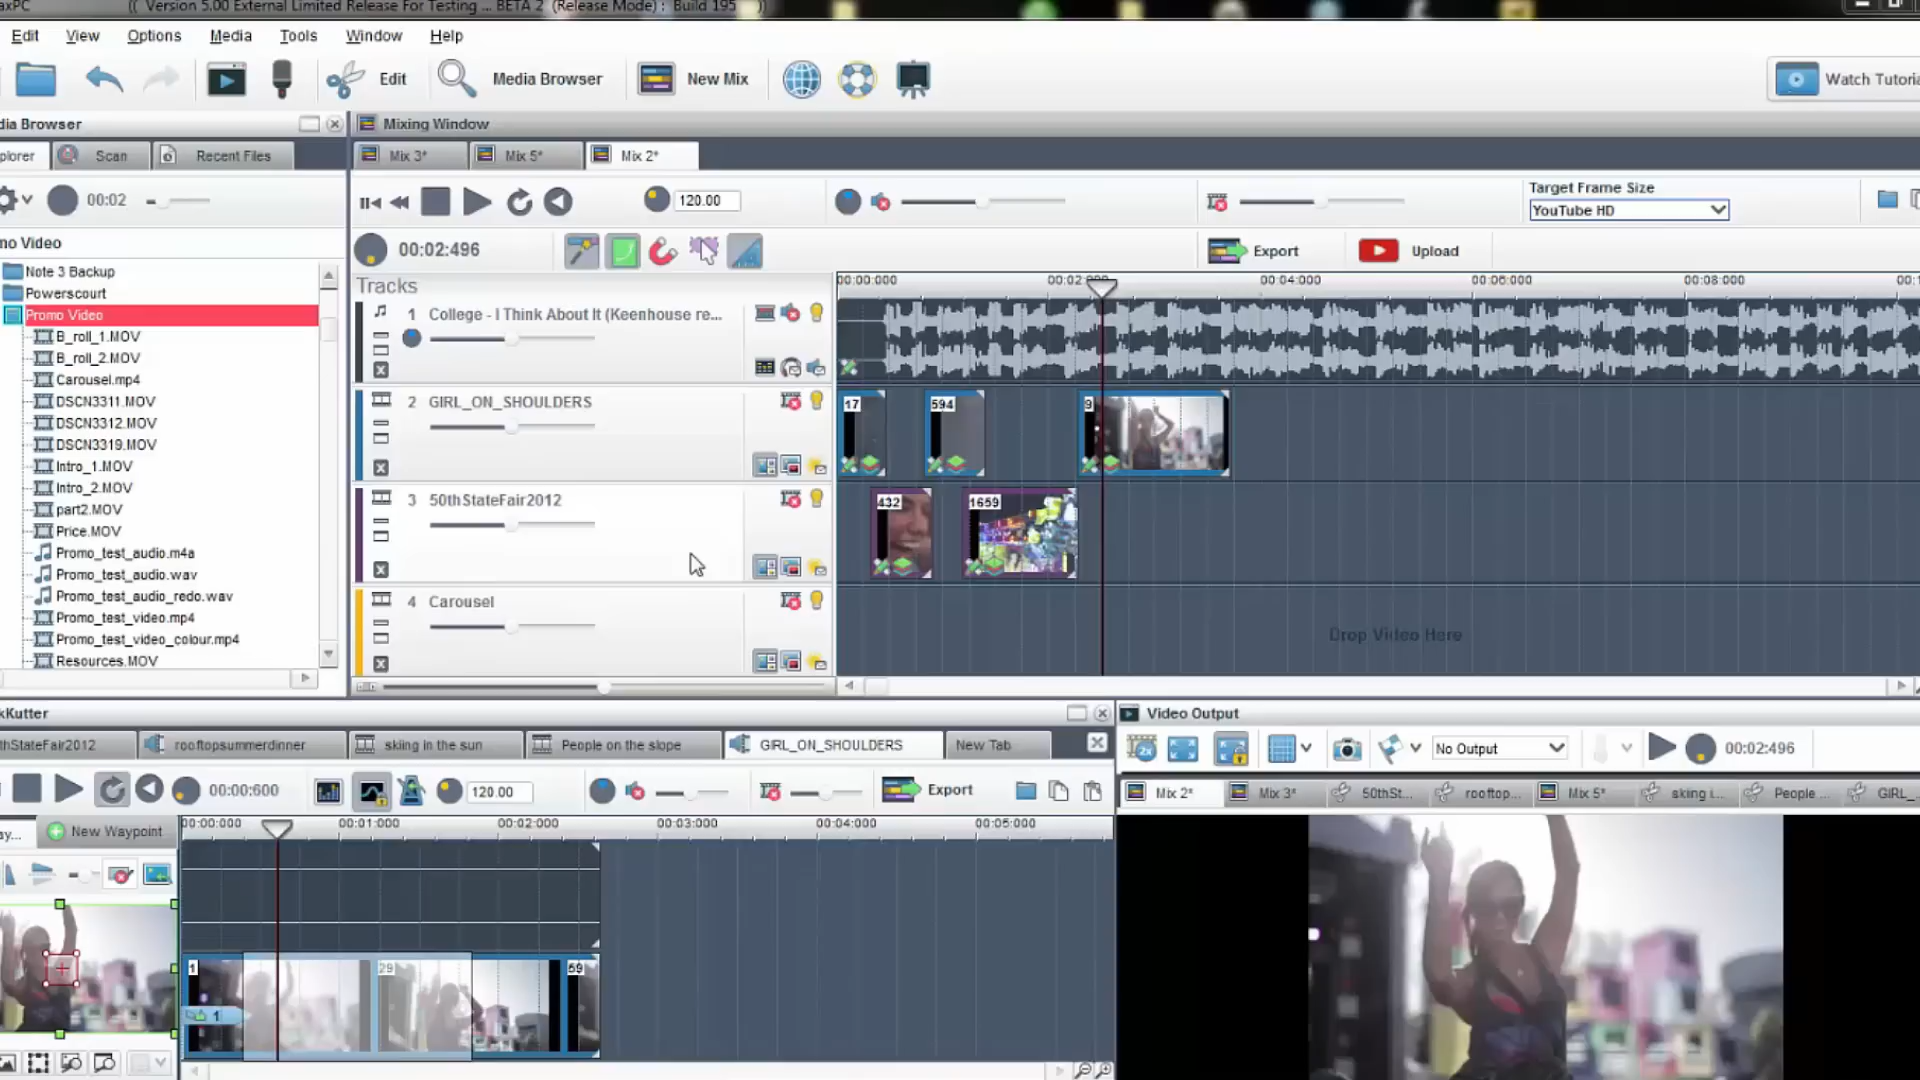 axPC (( Version 5.00 External Limited Release For Testing ... BETA 2 (Release Mode) : Build 195 ))
Edit View Options Media Tools Window Help
Edit Media Browser New Mix Watch Tutoria
dia Browser
plorer Scan Recent Files
00:02
mo Video
Note 3 Backup
Powerscourt
Promo Video
B_roll_1.MOV
B_roll_2.MOV
Carousel.mp4
DSCN3311.MOV
DSCN3312.MOV
DSCN3319.MOV
Intro_1.MOV
Intro_2.MOV
part2.MOV
Price.MOV
Promo_test_audio.m4a
Promo_test_audio.wav
Promo_test_audio_redo.wav
Promo_test_video.mp4
Promo_test_video_colour.mp4
Resources.MOV
Mixing Window
Mix 3* Mix 5* Mix 2*
120.00
Target Frame Size
YouTube HD
00:02:496
Export Upload
Tracks
00:00:000 00:02:000 00:04:000 00:06:000 00:08:000 00:1
1 College - I Think About It (Keenhouse re...
2 GIRL_ON_SHOULDERS
17 594 9
3 50thStateFair2012
432 1659
4 Carousel
Drop Video Here
kKutter
thStateFair2012 rooftopsummerdinner skiing in the sun People on the slope GIRL_ON_SHOULDERS New Tab
00:00:600 120.00 Export
ay... New Waypoint
00:00:000 00:01:000 00:02:000 00:03:000 00:04:000 00:05:000
1 29 59
1
Video Output
2x No Output 00:02:496
Mix 2* Mix 3* 50thSt... rooftop... Mix 5* skiing i... People ... GIRL_